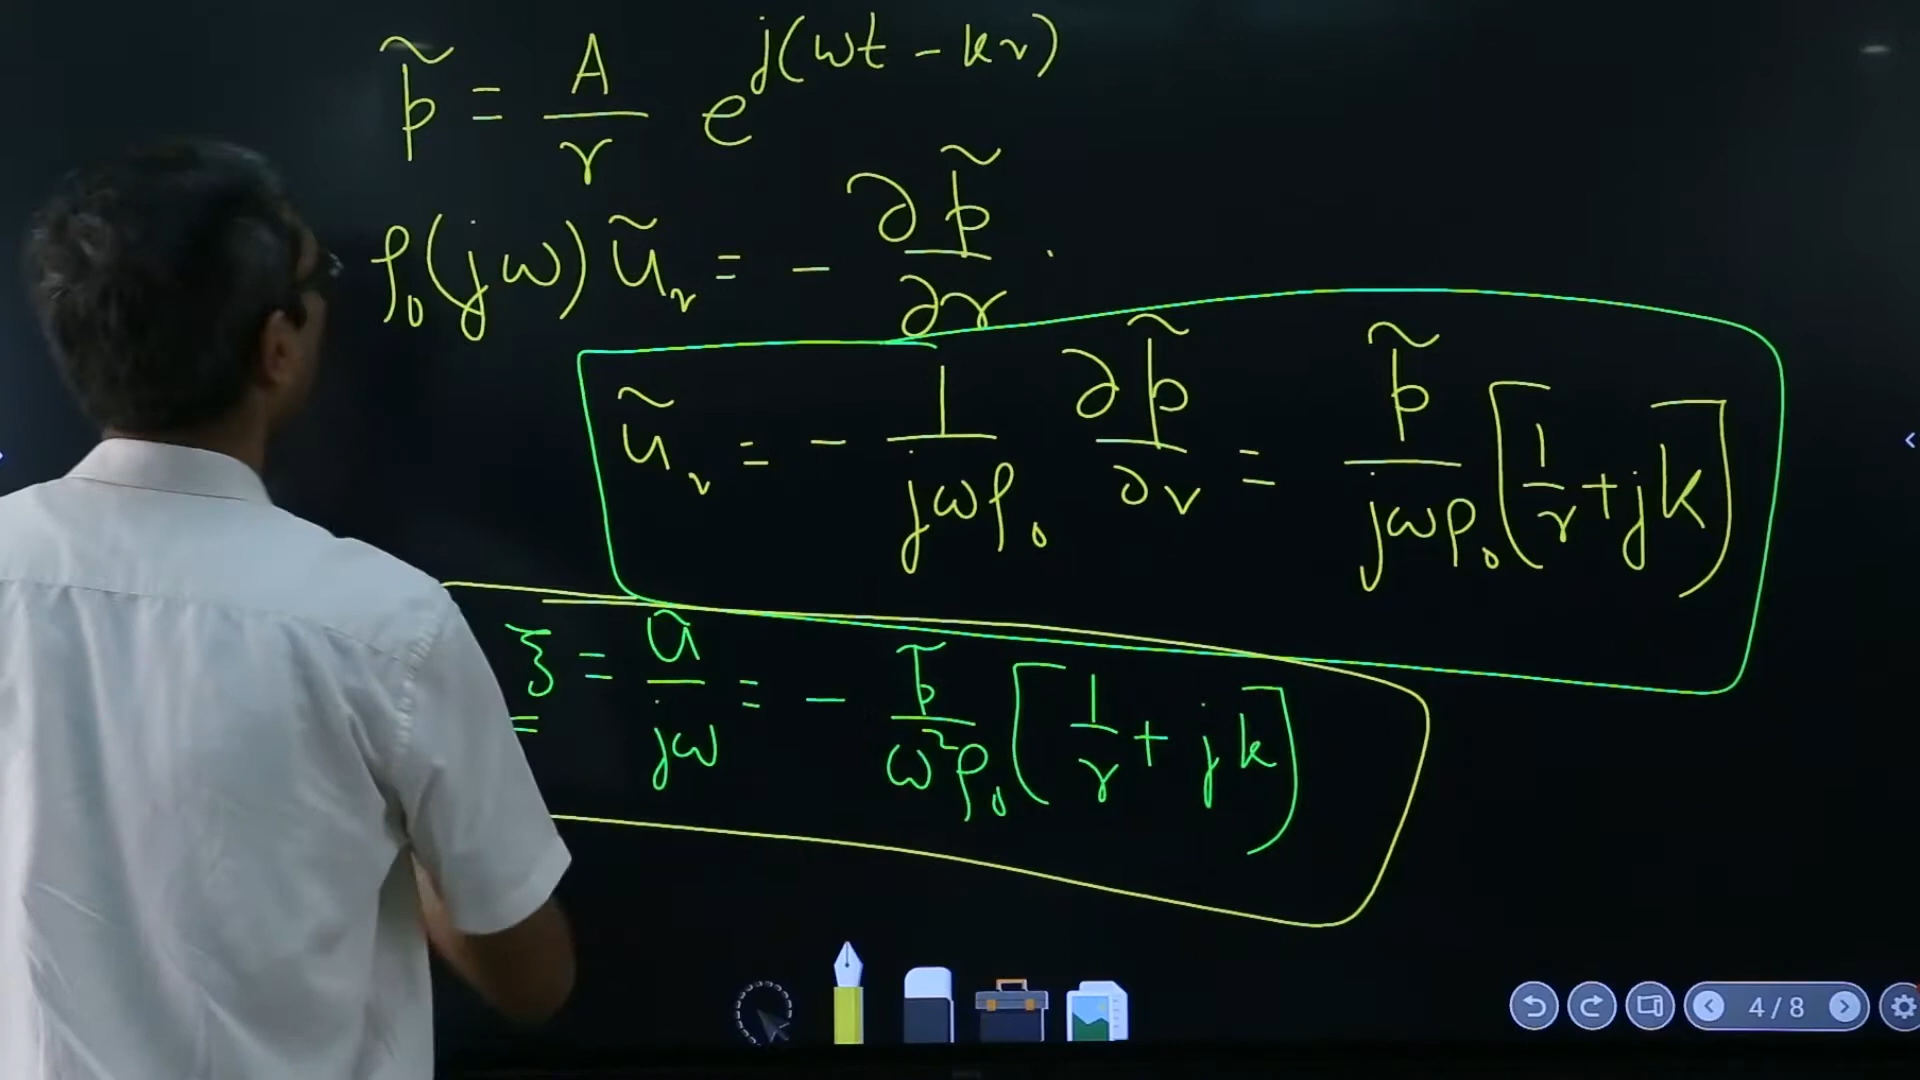 p̃ = A/r e^{j(ωt - kr)}
ρ₀(jω)ũᵣ = - ∂p̃/∂r .
ũᵣ = - 1/(jωρ₀) ∂p̃/∂r = p̃/(jωρ₀) [1/r + jk]
ξ̃ = ũ/(jω) = - p̃/(ω²ρ₀) [1/r + jk]
4/8